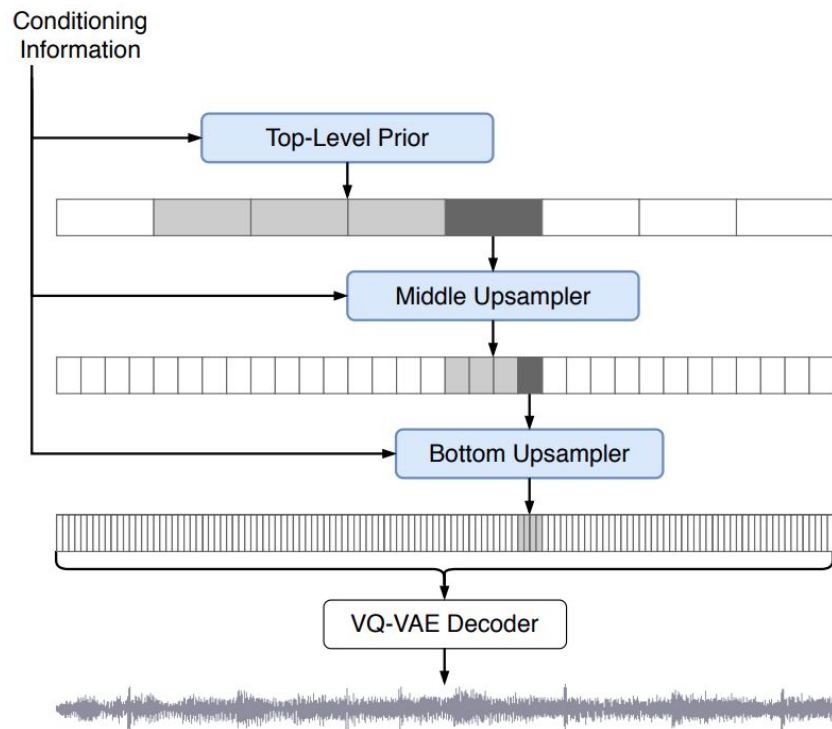 Conditioning
Information
Top-Level Prior
Middle Upsampler
Bottom Upsampler
VQ-VAE Decoder